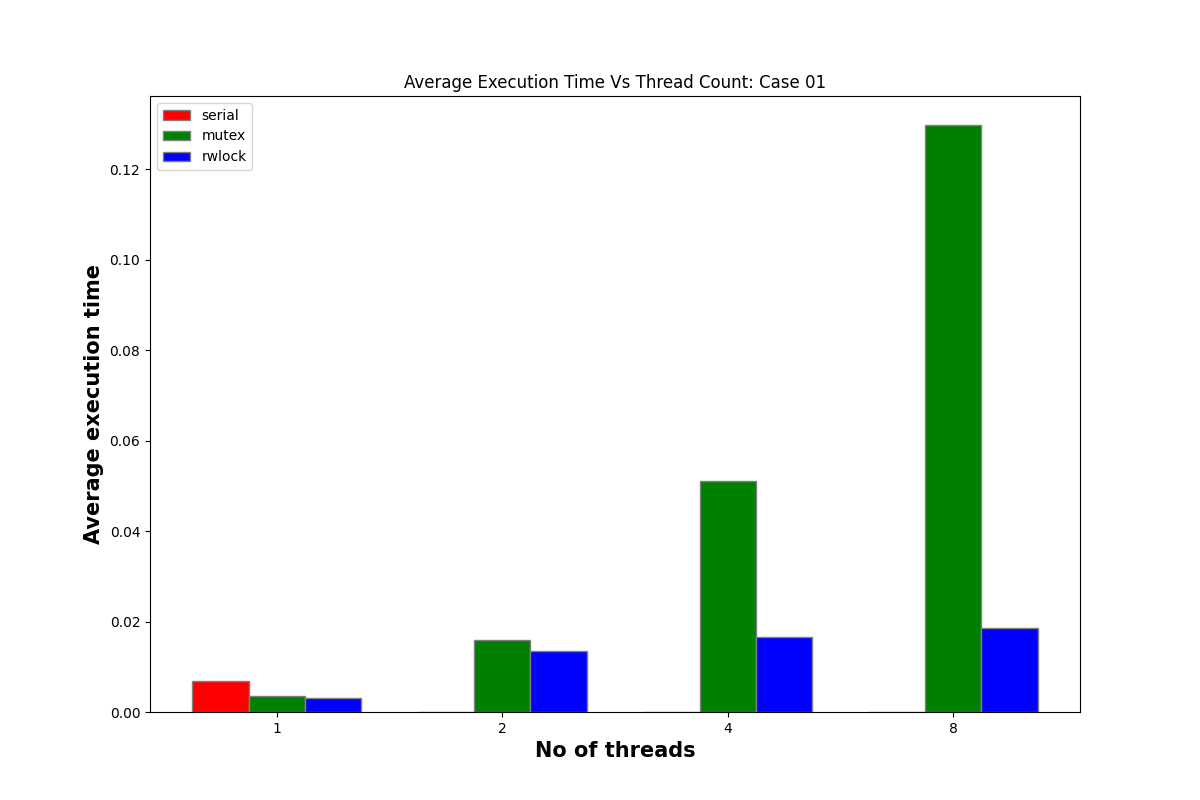 Average Execution Time Vs Thread Count: Case 01
serial
mutex
rwlock
0.12
0.10
0.08
0.06
0.04
0.02
0.00
Average execution time
1 2 4 8
No of threads